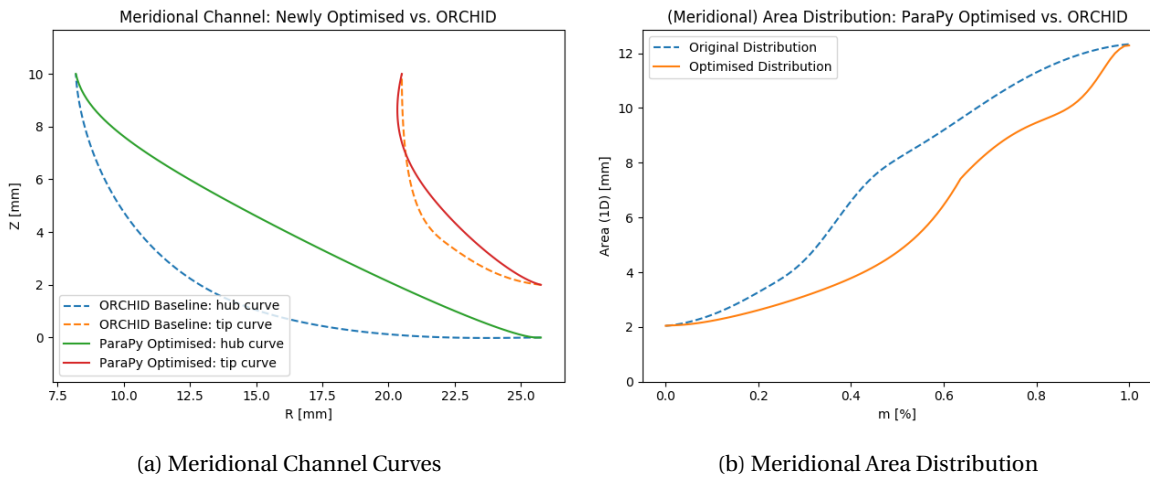 Meridional Channel: Newly Optimised vs. ORCHID
Z [mm]
10
8
6
4
2
0
ORCHID Baseline: hub curve
ORCHID Baseline: tip curve
ParaPy Optimised: hub curve
ParaPy Optimised: tip curve
7.5 10.0 12.5 15.0 17.5 20.0 22.5 25.0
R [mm]
(a) Meridional Channel Curves
(Meridional) Area Distribution: ParaPy Optimised vs. ORCHID
Original Distribution
Optimised Distribution
Area (1D) [mm]
12
10
8
6
4
2
0
0.0 0.2 0.4 0.6 0.8 1.0
m [%]
(b) Meridional Area Distribution